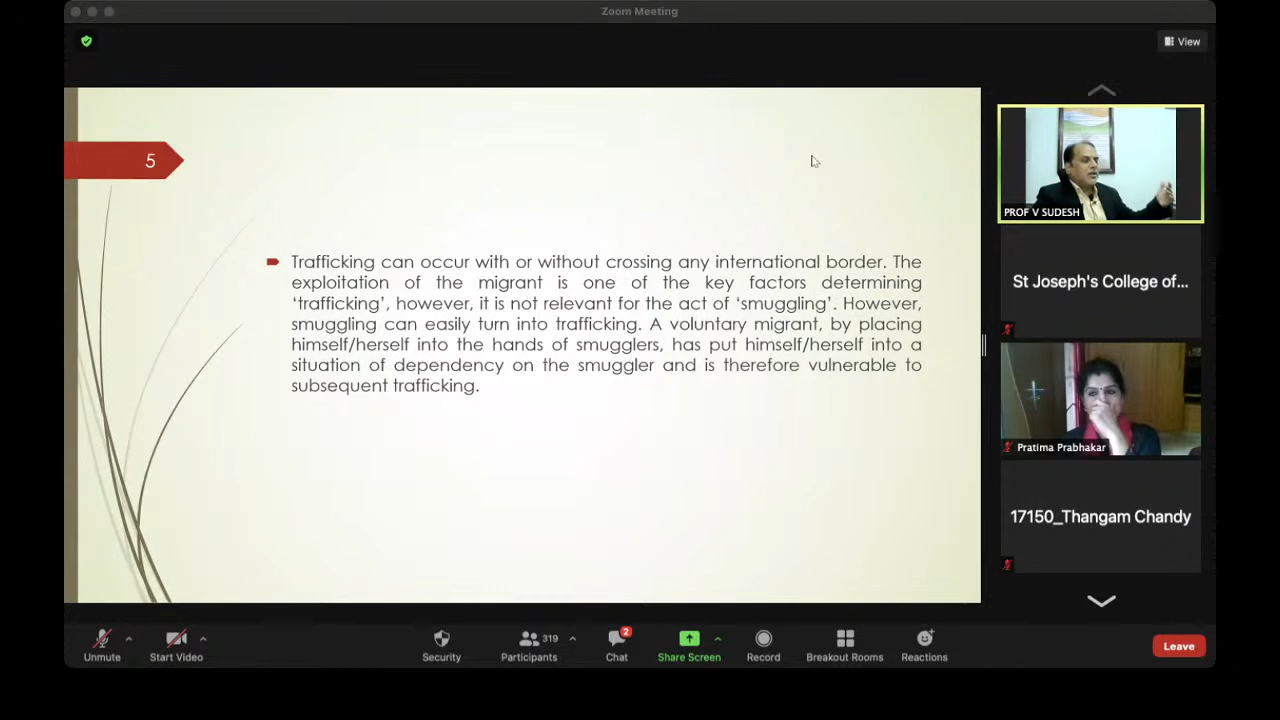 Zoom Meeting
View
5
Trafficking can occur with or without crossing any international border. The
exploitation of the migrant is one of the key factors determining
‘trafficking’, however, it is not relevant for the act of ‘smuggling’. However,
smuggling can easily turn into trafficking. A voluntary migrant, by placing
himself/herself into the hands of smugglers, has put himself/herself into a
situation of dependency on the smuggler and is therefore vulnerable to
subsequent trafficking.
PROF V SUDESH
St Joseph's College of...
Pratima Prabhakar
17150_Thangam Chandy
Unmute
Start Video
Security
Participants
319
Chat
2
Share Screen
Record
Breakout Rooms
Reactions
Leave